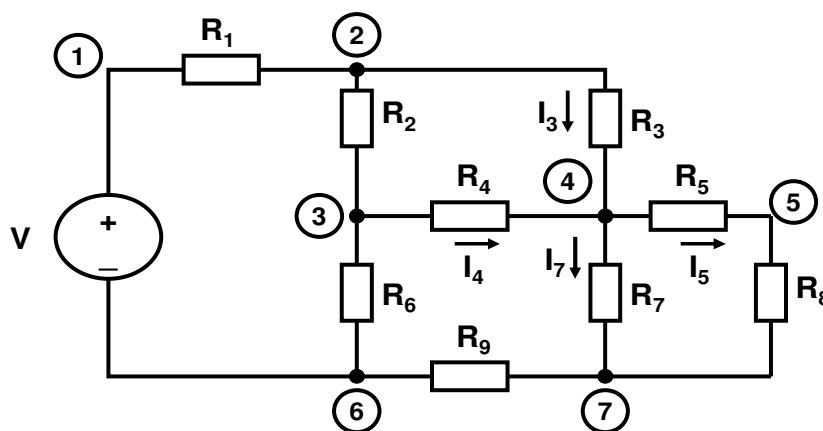 1
R₁
2
R₂
I₃
R₃
V
+
−
3
R₄
4
R₅
5
I₄
I₇
I₅
R₆
R₇
R₈
R₉
6
7